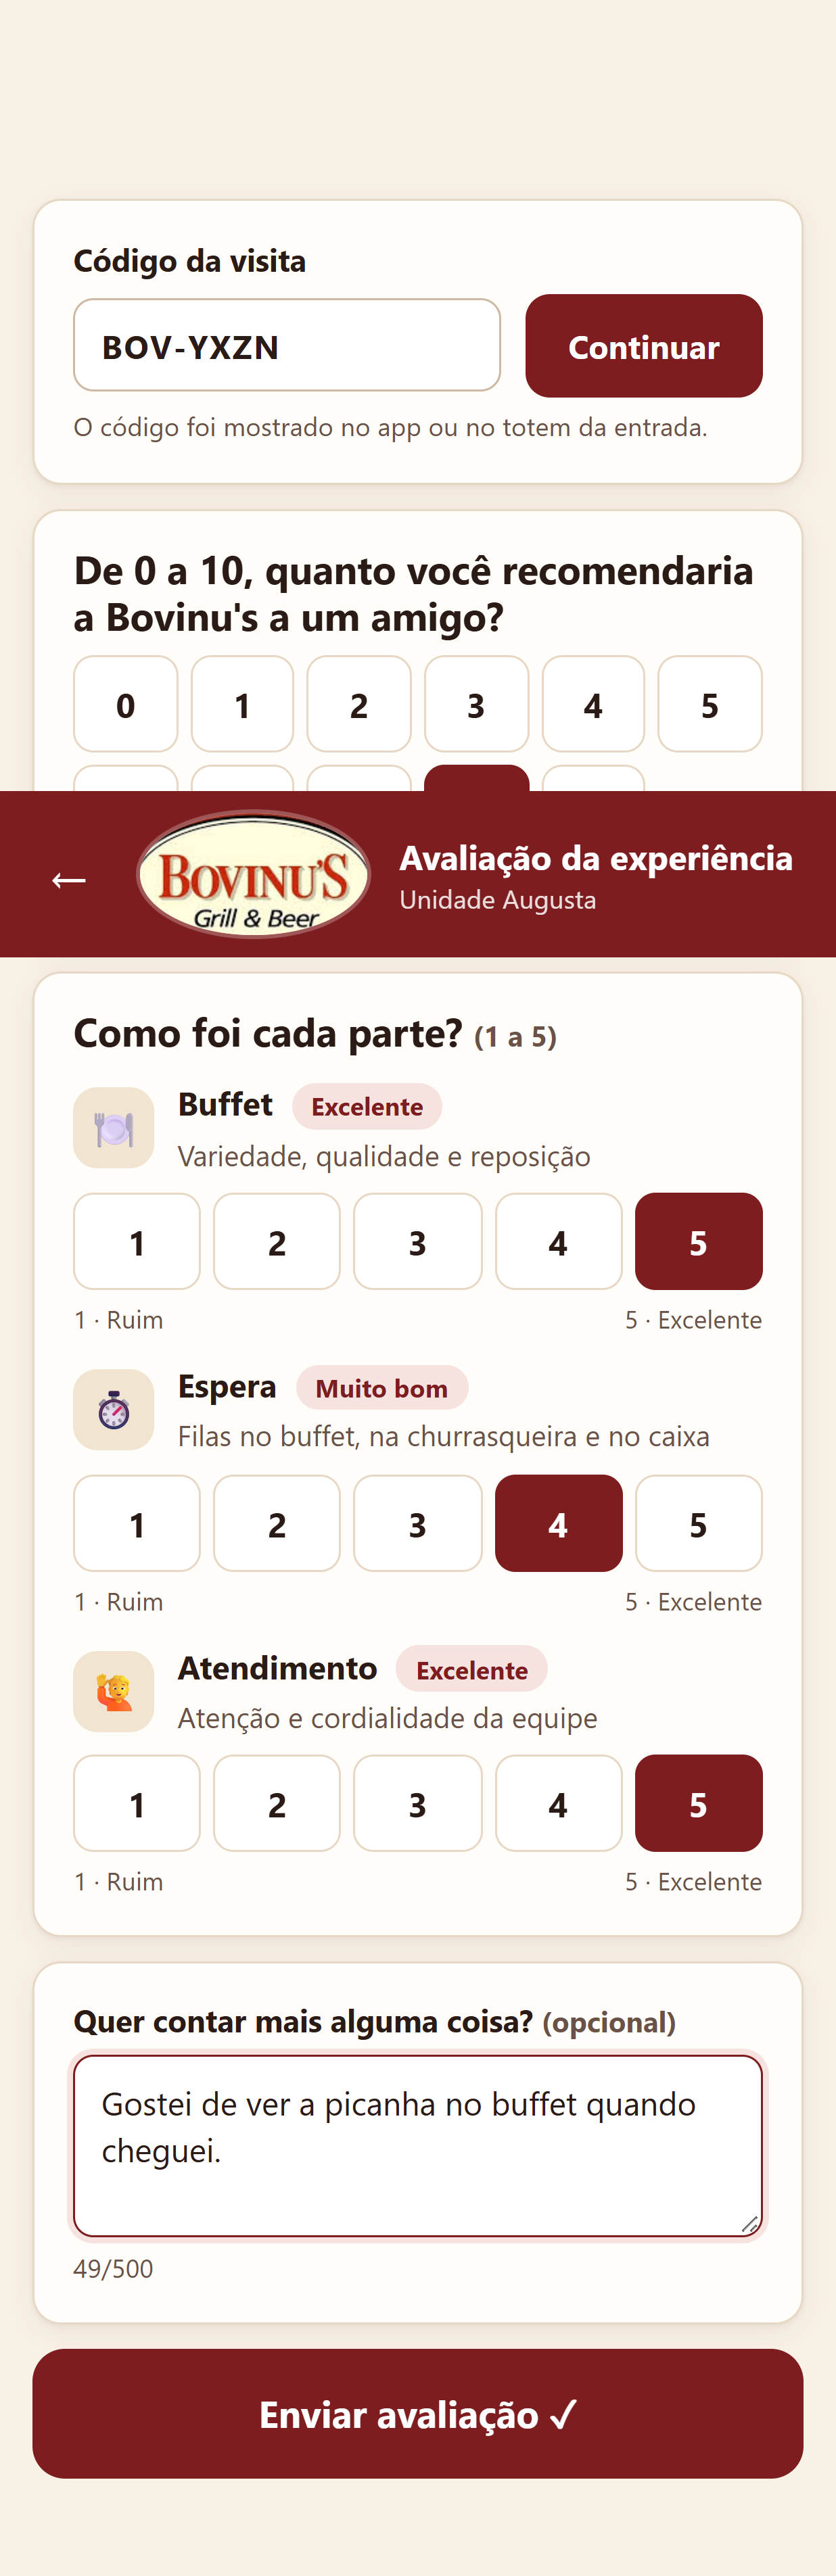 Código da visita
BOV-YXZN
Continuar
O código foi mostrado no app ou no totem da entrada.
De 0 a 10, quanto você recomendaria
a Bovinu's a um amigo?
0 1 2 3 4 5
←
BOVINU'S
Grill & Beer
Avaliação da experiência
Unidade Augusta
Como foi cada parte? (1 a 5)
Buffet Excelente
Variedade, qualidade e reposição
1 2 3 4 5
1 · Ruim 5 · Excelente
Espera Muito bom
Filas no buffet, na churrasqueira e no caixa
1 2 3 4 5
1 · Ruim 5 · Excelente
Atendimento Excelente
Atenção e cordialidade da equipe
1 2 3 4 5
1 · Ruim 5 · Excelente
Quer contar mais alguma coisa? (opcional)
Gostei de ver a picanha no buffet quando
cheguei.
49/500
Enviar avaliação ✓